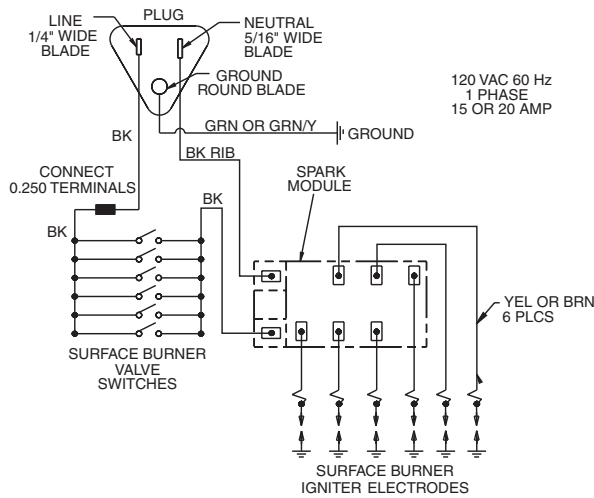 PLUG
LINE
1/4" WIDE
BLADE
NEUTRAL
5/16" WIDE
BLADE
GROUND
ROUND BLADE
120 VAC 60 Hz
1 PHASE
15 OR 20 AMP
GRN OR GRN/Y
GROUND
BK
BK RIB
CONNECT
0.250 TERMINALS
SPARK
MODULE
BK
BK
YEL OR BRN
6 PLCS
SURFACE BURNER
VALVE
SWITCHES
SURFACE BURNER
IGNITER ELECTRODES